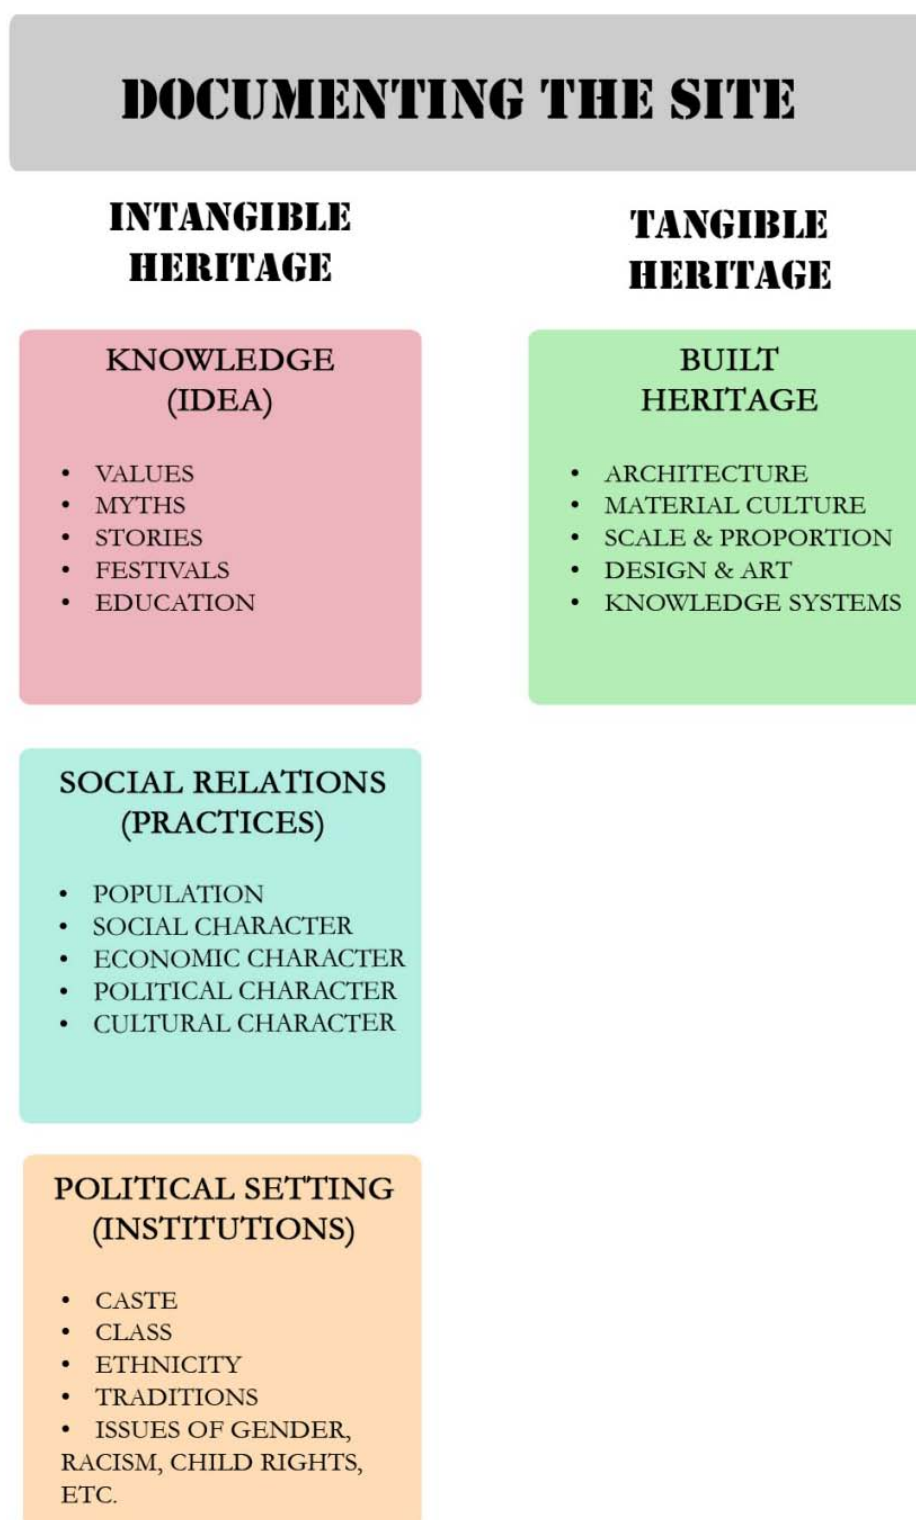 DOCUMENTING THE SITE
INTANGIBLE
HERITAGE
KNOWLEDGE
(IDEA)
• VALUES
• MYTHS
• STORIES
• FESTIVALS
• EDUCATION
SOCIAL RELATIONS
(PRACTICES)
• POPULATION
• SOCIAL CHARACTER
• ECONOMIC CHARACTER
• POLITICAL CHARACTER
• CULTURAL CHARACTER
POLITICAL SETTING
(INSTITUTIONS)
• CASTE
• CLASS
• ETHNICITY
• TRADITIONS
• ISSUES OF GENDER,
RACISM, CHILD RIGHTS,
ETC.
TANGIBLE
HERITAGE
BUILT
HERITAGE
• ARCHITECTURE
• MATERIAL CULTURE
• SCALE & PROPORTION
• DESIGN & ART
• KNOWLEDGE SYSTEMS